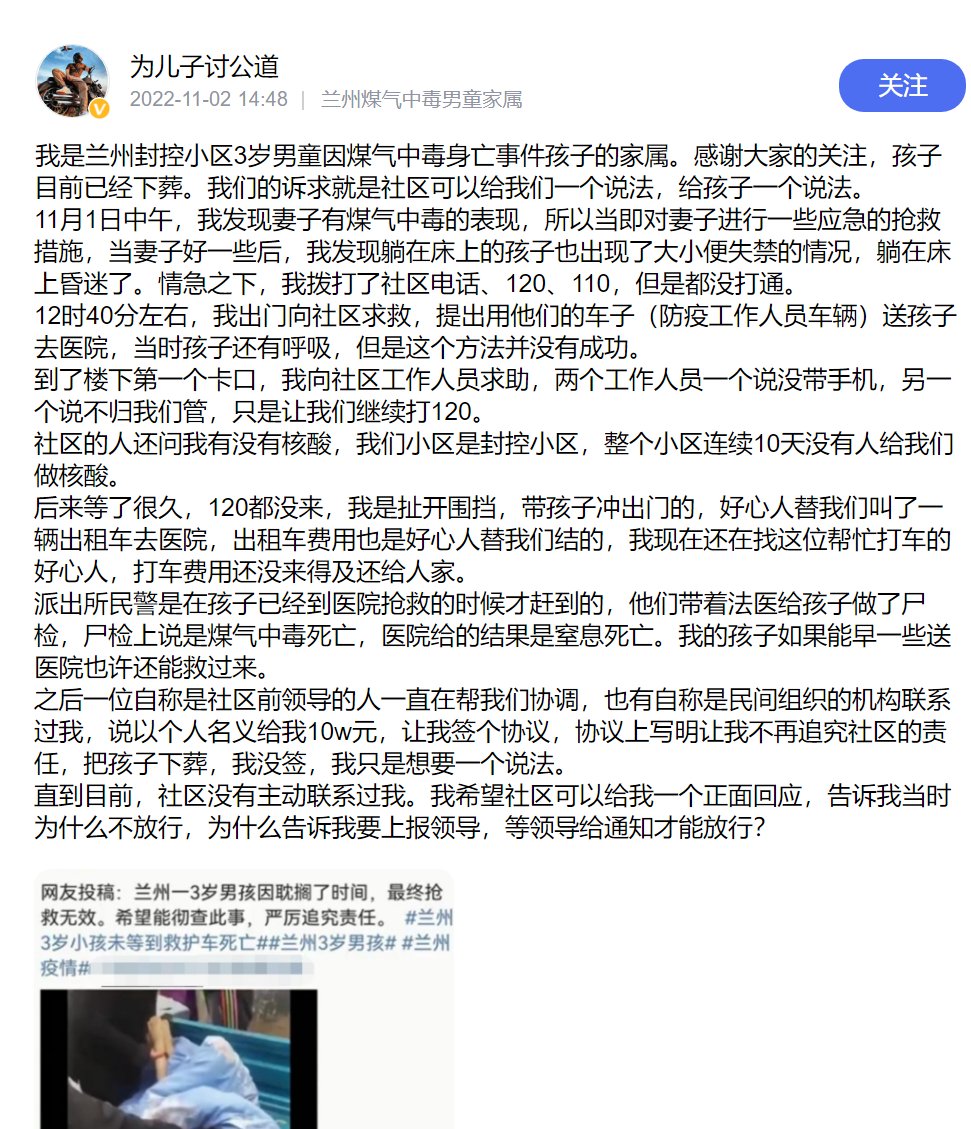 为儿子讨公道
2022-11-02 14:48 | 兰州煤气中毒男童家属
关注
我是兰州封控小区3岁男童因煤气中毒身亡事件孩子的家属。感谢大家的关注，孩子
目前已经下葬。我们的诉求就是社区可以给我们一个说法，给孩子一个说法。
11月1日中午，我发现妻子有煤气中毒的表现，所以当即对妻子进行一些应急的抢救
措施，当妻子好一些后，我发现躺在床上的孩子也出现了大小便失禁的情况，躺在床
上昏迷了。情急之下，我拨打了社区电话、120、110，但是都没打通。
12时40分左右，我出门向社区求救，提出用他们的车子（防疫工作人员车辆）送孩子
去医院，当时孩子还有呼吸，但是这个方法并没有成功。
到了楼下第一个卡口，我向社区工作人员求助，两个工作人员一个说没带手机，另一
个说不归我们管，只是让我们继续打120。
社区的人还问我有没有核酸，我们小区是封控小区，整个小区连续10天没有人给我们
做核酸。
后来等了很久，120都没来，我是扯开围挡，带孩子冲出门的，好心人替我们叫了一
辆出租车去医院，出租车费用也是好心人替我们结的，我现在还在找这位帮忙打车的
好心人，打车费用还没来得及还给人家。
派出所民警是在孩子已经到医院抢救的时候才赶到的，他们带着法医给孩子做了尸
检，尸检上说是煤气中毒死亡，医院给的结果是窒息死亡。我的孩子如果能早一些送
医院也许还能救过来。
之后一位自称是社区前领导的人一直在帮我们协调，也有自称是民间组织的机构联系
过我，说以个人名义给我10w元，让我签个协议，协议上写明让我不再追究社区的责
任，把孩子下葬，我没签，我只是想要一个说法。
直到目前，社区没有主动联系过我。我希望社区可以给我一个正面回应，告诉我当时
为什么不放行，为什么告诉我要上报领导，等领导给通知才能放行？
网友投稿：兰州一3岁男孩因耽搁了时间，最终抢
救无效。希望能彻查此事，严厉追究责任。 #兰州
3岁小孩未等到救护车死亡##兰州3岁男孩# #兰州
疫情#